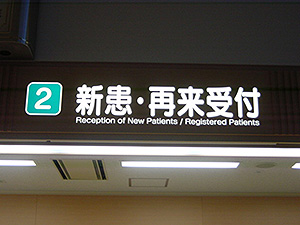 2 新患・再来受付
Reception of New Patients / Registered Patients